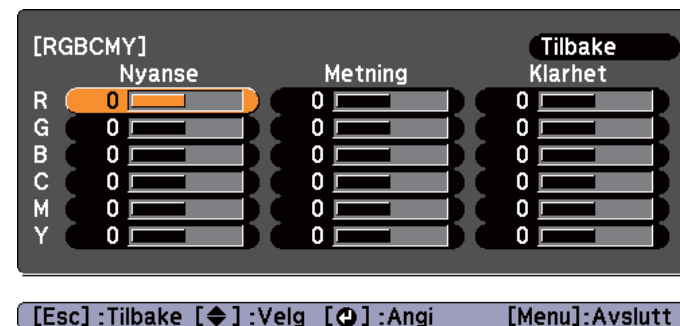 [RGBCMY] Tilbake
Nyanse Metning Klarhet
R 0 0 0
G 0 0 0
B 0 0 0
C 0 0 0
M 0 0 0
Y 0 0 0
[Esc] :Tilbake [◆] :Velg [⏎] :Angi [Menu]:Avslutt